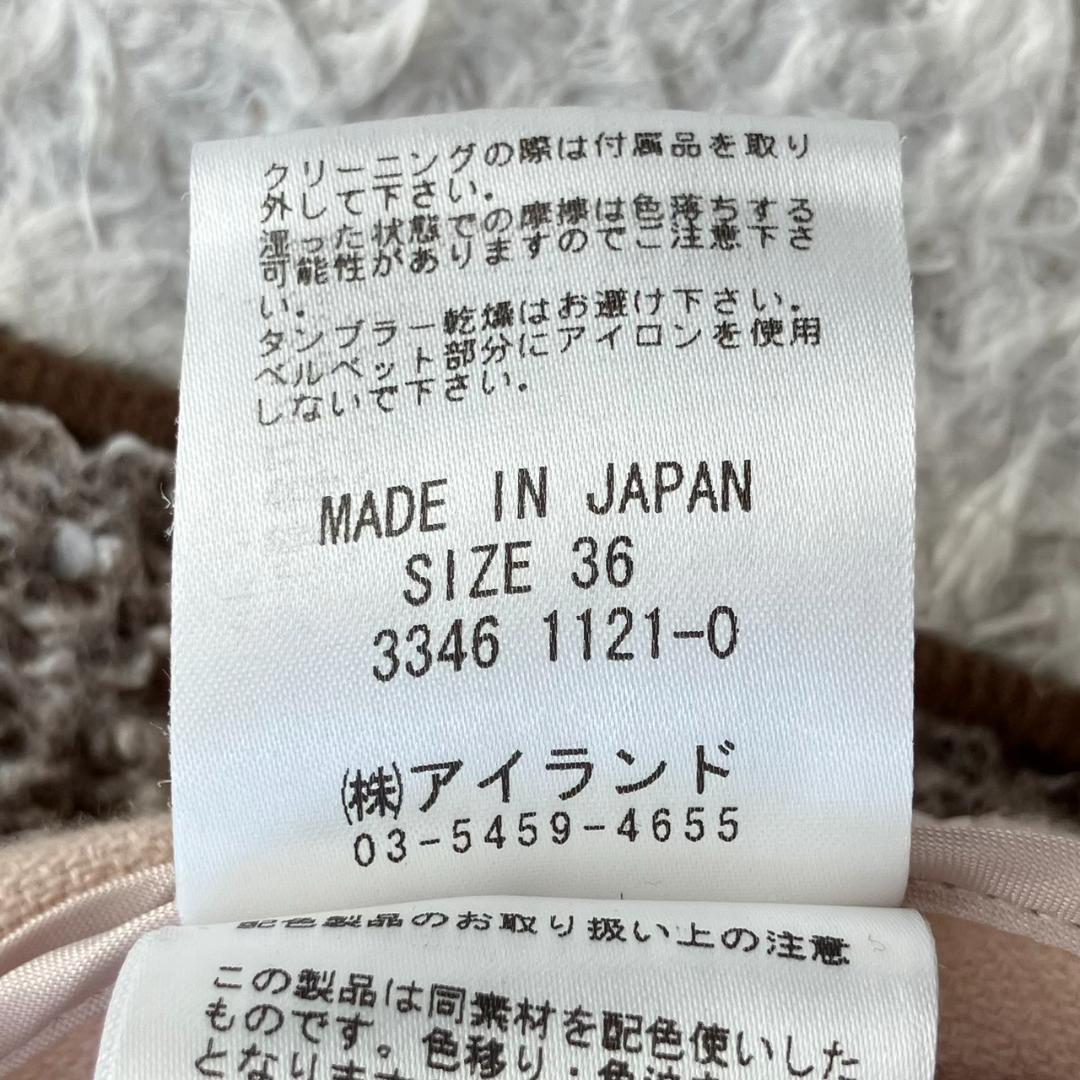 クリーニングの際は付属品を取り
外して下さい。
湿った状態での摩擦は色落ちする
可能性がありますのでご注意下さ
い。
タンブラー乾燥はお避け下さい。
ベルベット部分にアイロンを使用
しないで下さい。
MADE IN JAPAN
SIZE 36
3346 1121-0
㈱アイランド
03-5459-4655
配色製品のお取り扱い上の注意
この製品は同素材を配色使いした
ものです。色移り・色
となります